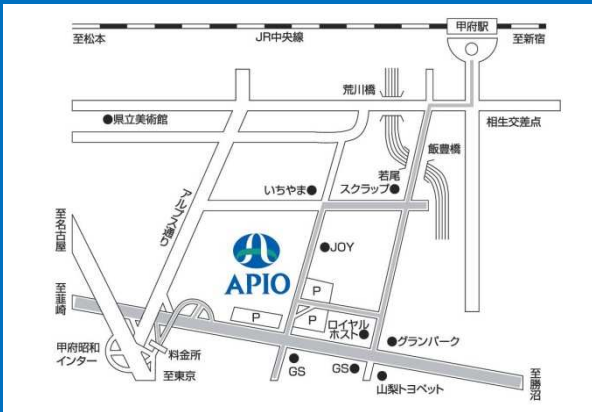 甲府駅
至松本
JR中央線
至新宿
荒川橋
●県立美術館
相生交差点
飯豊橋
若尾
スクラップ●
いちやま●
アルプス通り
至名古屋
●JOY
APIO
至韮崎
P
P
P
ロイヤル
ホスト●
●グランパーク
甲府昭和
インター
料金所
至東京
GS
GS●
山梨トヨペット
至勝沼